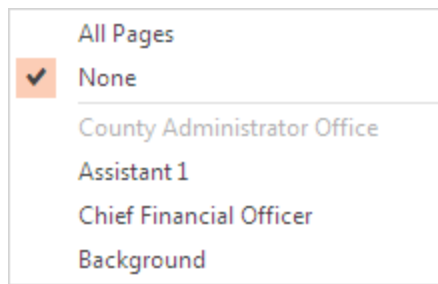 All Pages
None
County Administrator Office
Assistant 1
Chief Financial Officer
Background